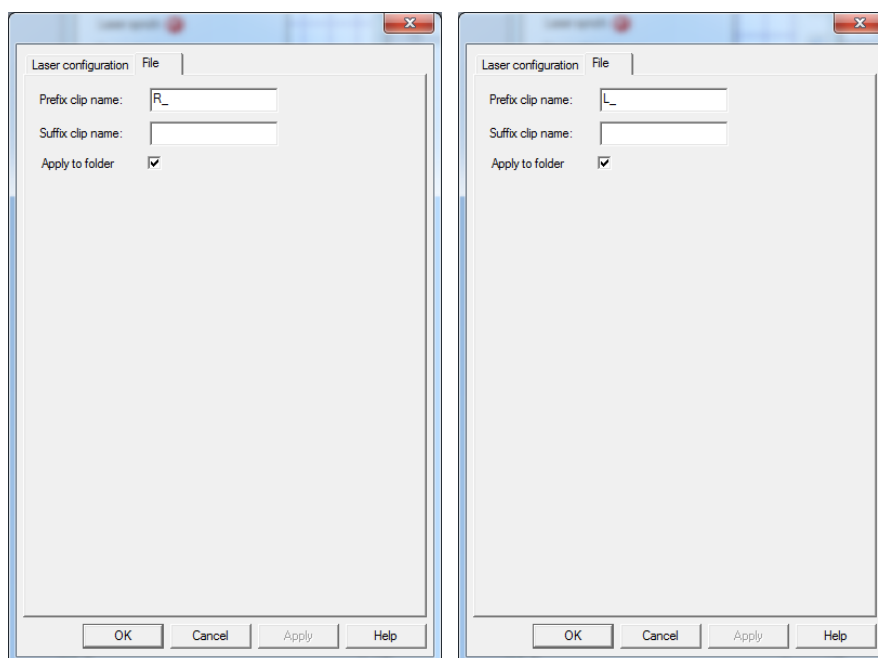 Laser configuration File
Prefix clip name: R_
Suffix clip name:
Apply to folder
OK Cancel Apply Help
Laser configuration File
Prefix clip name: L_
Suffix clip name:
Apply to folder
OK Cancel Apply Help